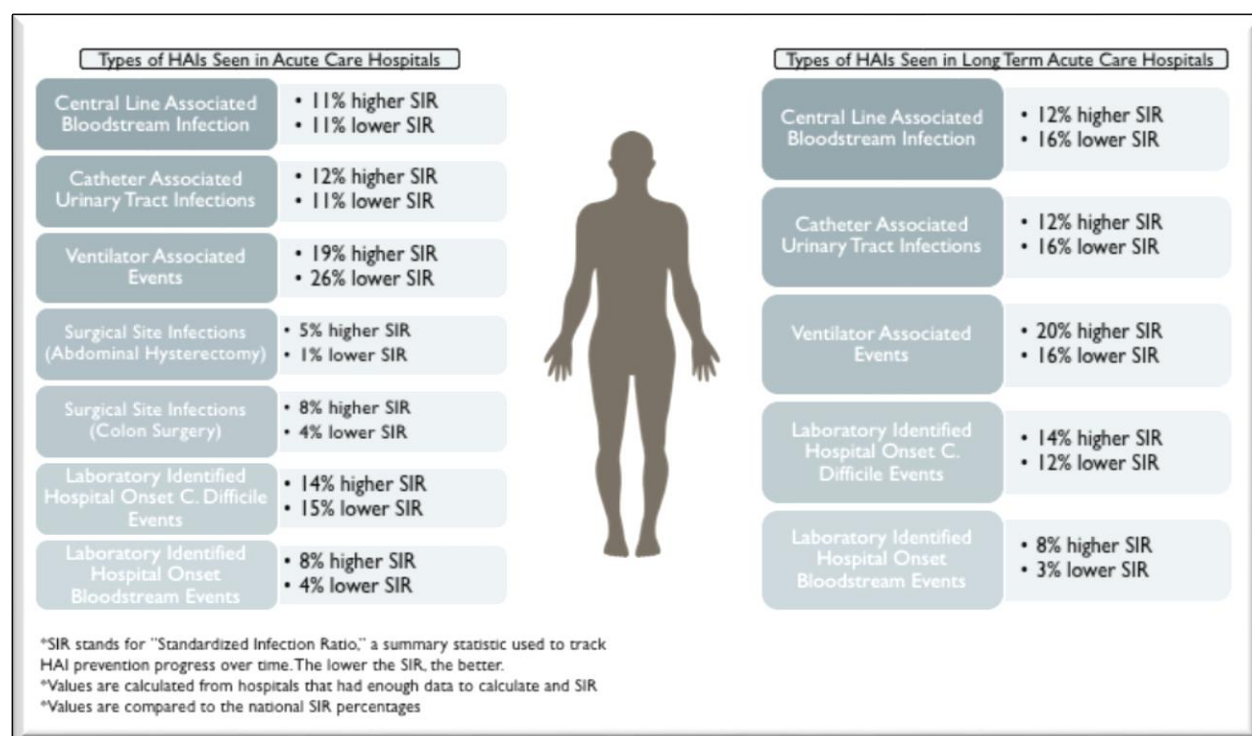 Types of HAIs Seen in Acute Care Hospitals
Central Line Associated
Bloodstream Infection
• 11% higher SIR
• 11% lower SIR
Catheter Associated
Urinary Tract Infections
• 12% higher SIR
• 11% lower SIR
Ventilator Associated
Events
• 19% higher SIR
• 26% lower SIR
Surgical Site Infections
(Abdominal Hysterectomy)
• 5% higher SIR
• 1% lower SIR
Surgical Site Infections
(Colon Surgery)
• 8% higher SIR
• 4% lower SIR
Laboratory Identified
Hospital Onset C. Difficile
Events
• 14% higher SIR
• 15% lower SIR
Laboratory Identified
Hospital Onset
Bloodstream Events
• 8% higher SIR
• 4% lower SIR
Types of HAIs Seen in Long Term Acute Care Hospitals
Central Line Associated
Bloodstream Infection
• 12% higher SIR
• 16% lower SIR
Catheter Associated
Urinary Tract Infections
• 12% higher SIR
• 16% lower SIR
Ventilator Associated
Events
• 20% higher SIR
• 16% lower SIR
Laboratory Identified
Hospital Onset C.
Difficile Events
• 14% higher SIR
• 12% lower SIR
Laboratory Identified
Hospital Onset
Bloodstream Events
• 8% higher SIR
• 3% lower SIR
*SIR stands for "Standardized Infection Ratio," a summary statistic used to track
HAI prevention progress over time. The lower the SIR, the better.
*Values are calculated from hospitals that had enough data to calculate and SIR
*Values are compared to the national SIR percentages